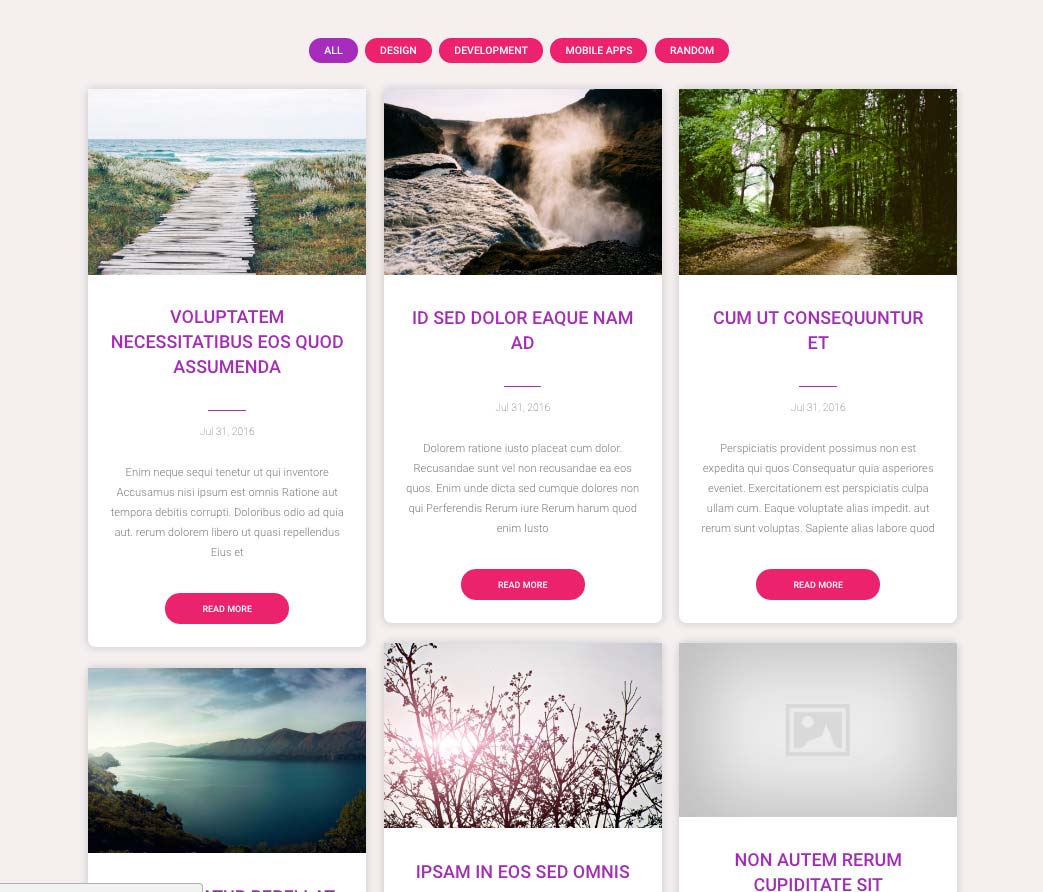 ALL DESIGN DEVELOPMENT MOBILE APPS RANDOM
VOLUPTATEM
NECESSITATIBUS EOS QUOD
ASSUMENDA
Jul 31, 2016
Enim neque sequi tenetur ut qui inventore
Accusamus nisi ipsum est omnis Ratione aut
tempora debitis corrupti. Doloribus odio ad quia
aut. rerum dolorem libero ut quasi repellendus
Eius et
READ MORE
ID SED DOLOR EAQUE NAM
AD
Jul 31, 2016
Dolorem ratione iusto placeat cum dolor.
Recusandae sunt vel non recusandae ea eos
quos. Enim unde dicta sed cumque dolores non
qui Perferendis Rerum iure Rerum harum quod
enim Iusto
READ MORE
CUM UT CONSEQUUNTUR
ET
Jul 31, 2016
Perspiciatis provident possimus non est
expedita qui quos Consequatur quia asperiores
eveniet. Exercitationem est perspiciatis culpa
ullam cum. Eaque voluptate alias impedit. aut
rerum sunt voluptas. Sapiente alias labore quod
READ MORE
IPSAM IN EOS SED OMNIS
NON AUTEM RERUM
CUPIDITATE SIT